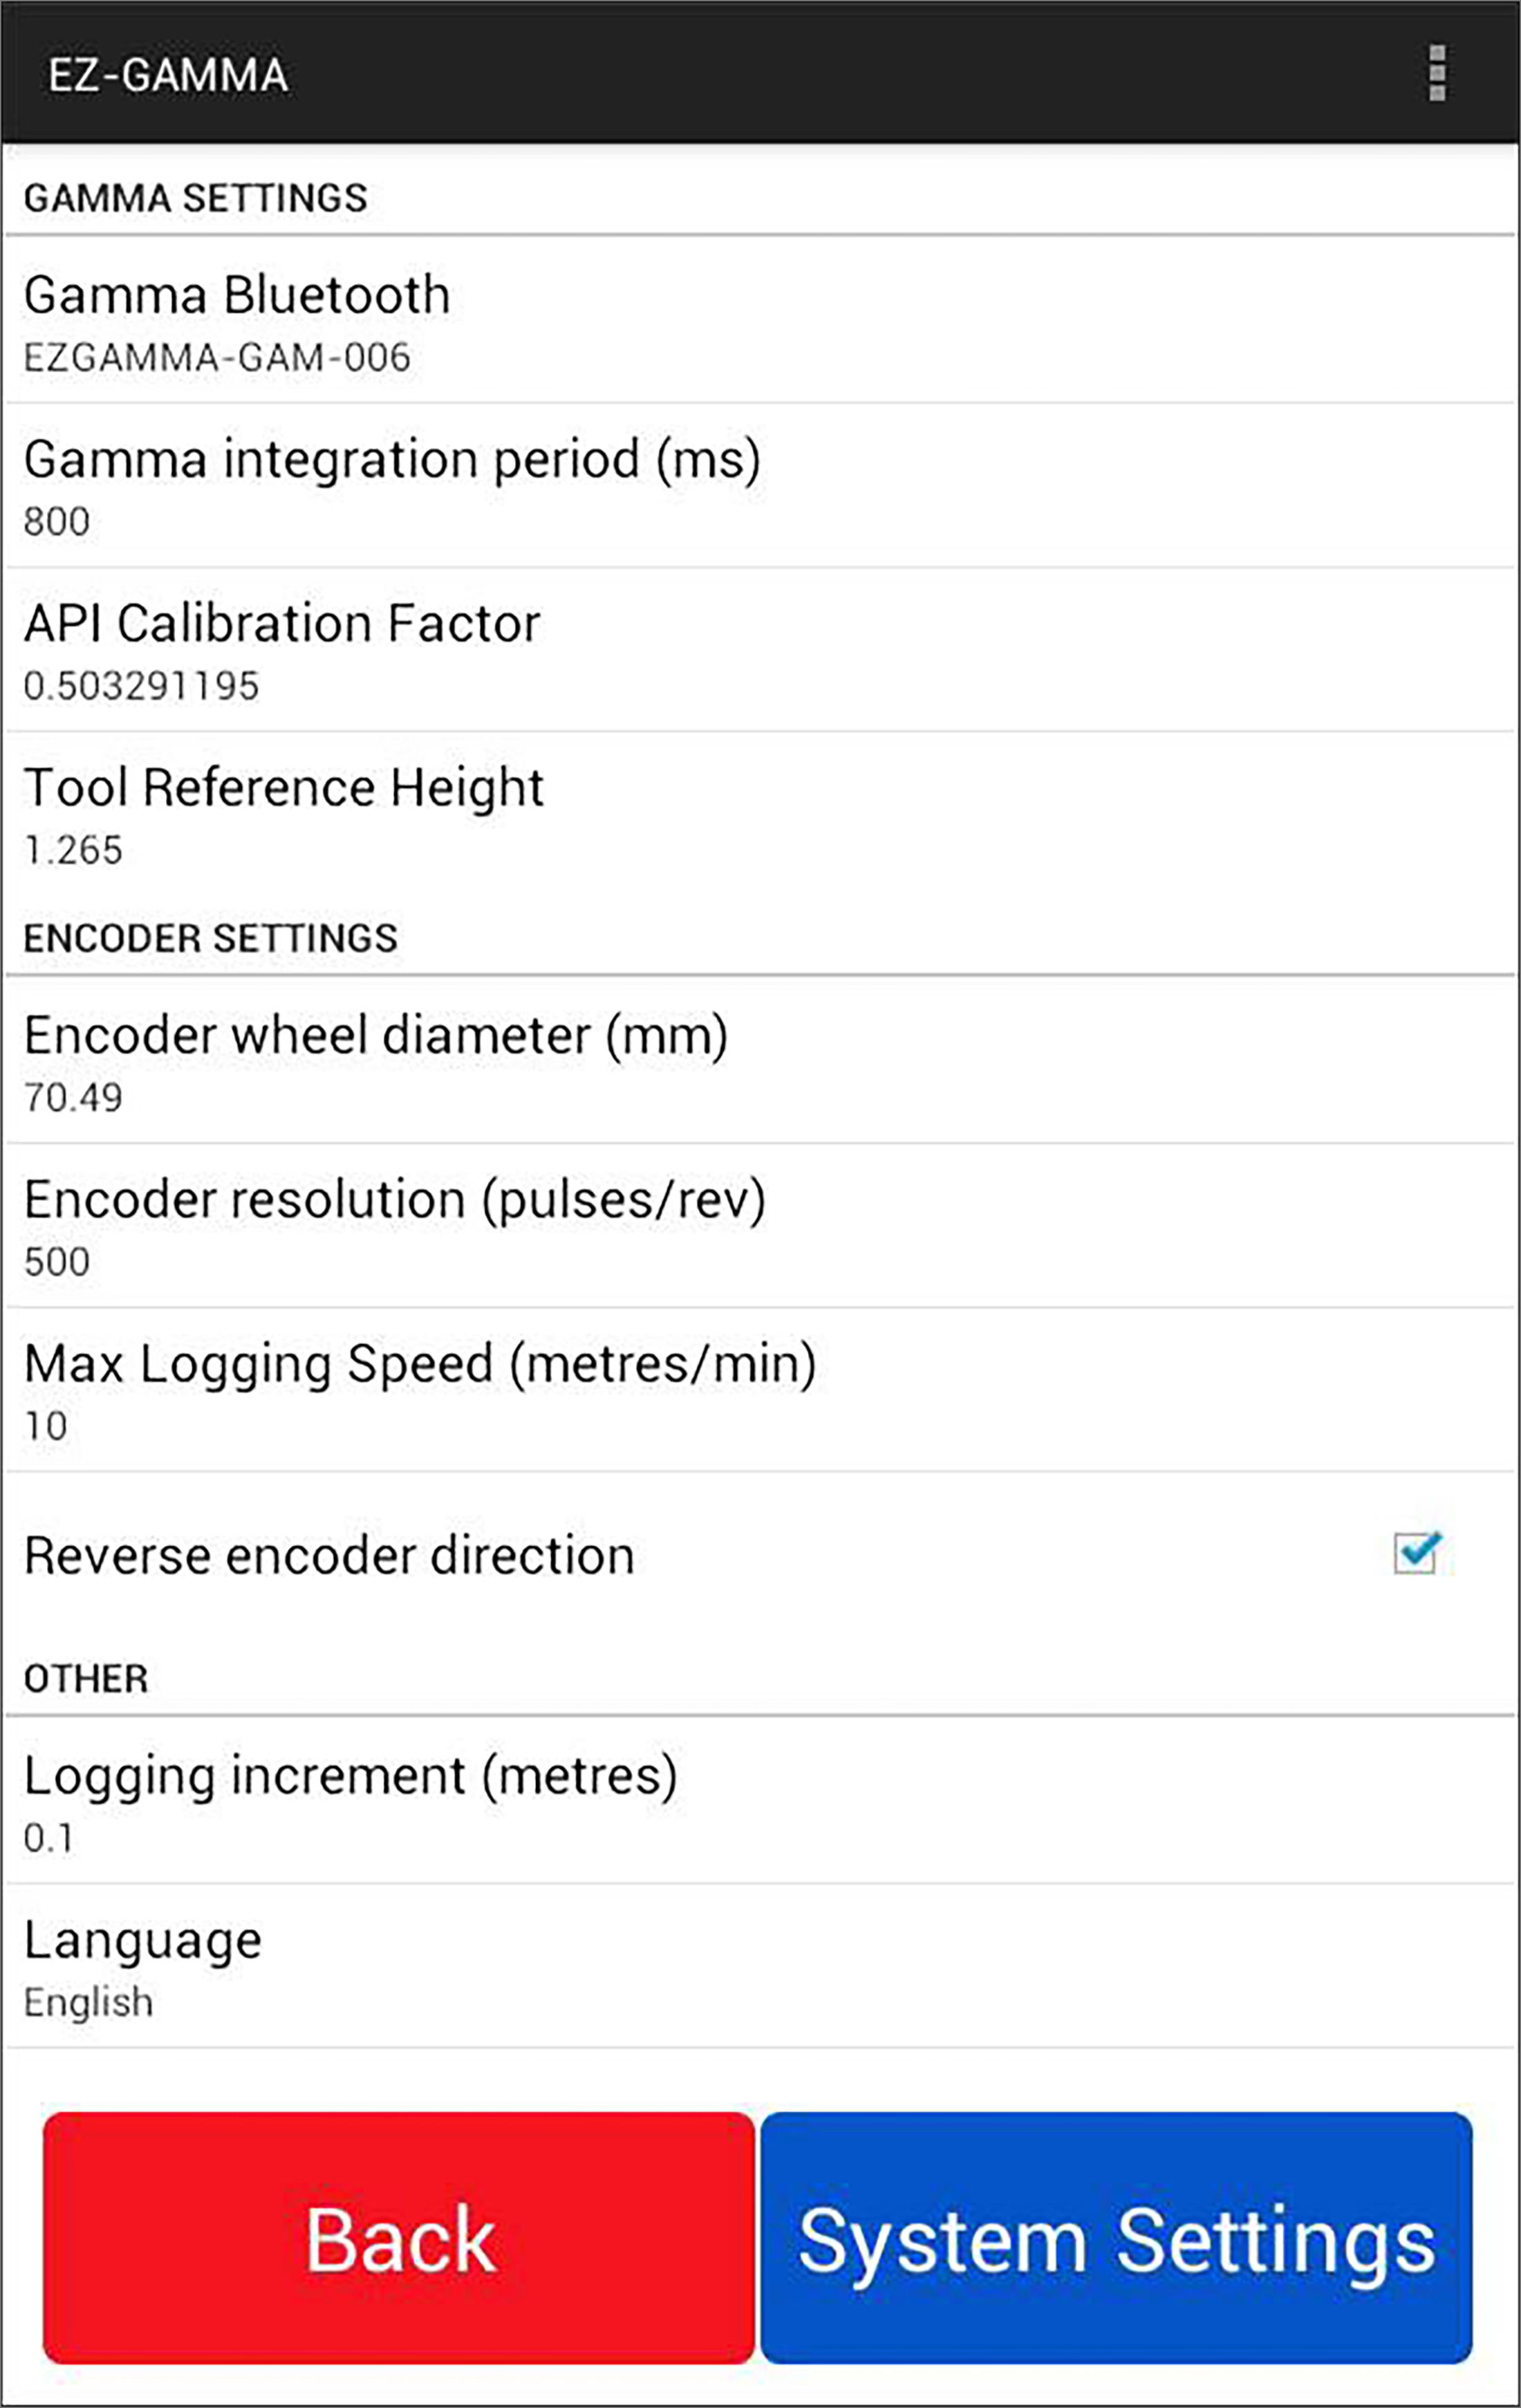 EZ-GAMMA
GAMMA SETTINGS
Gamma Bluetooth
EZGAMMA-GAM-006
Gamma integration period (ms)
800
API Calibration Factor
0.503291195
Tool Reference Height
1.265
ENCODER SETTINGS
Encoder wheel diameter (mm)
70.49
Encoder resolution (pulses/rev)
500
Max Logging Speed (metres/min)
10
Reverse encoder direction
OTHER
Logging increment (metres)
0.1
Language
English
Back
System Settings